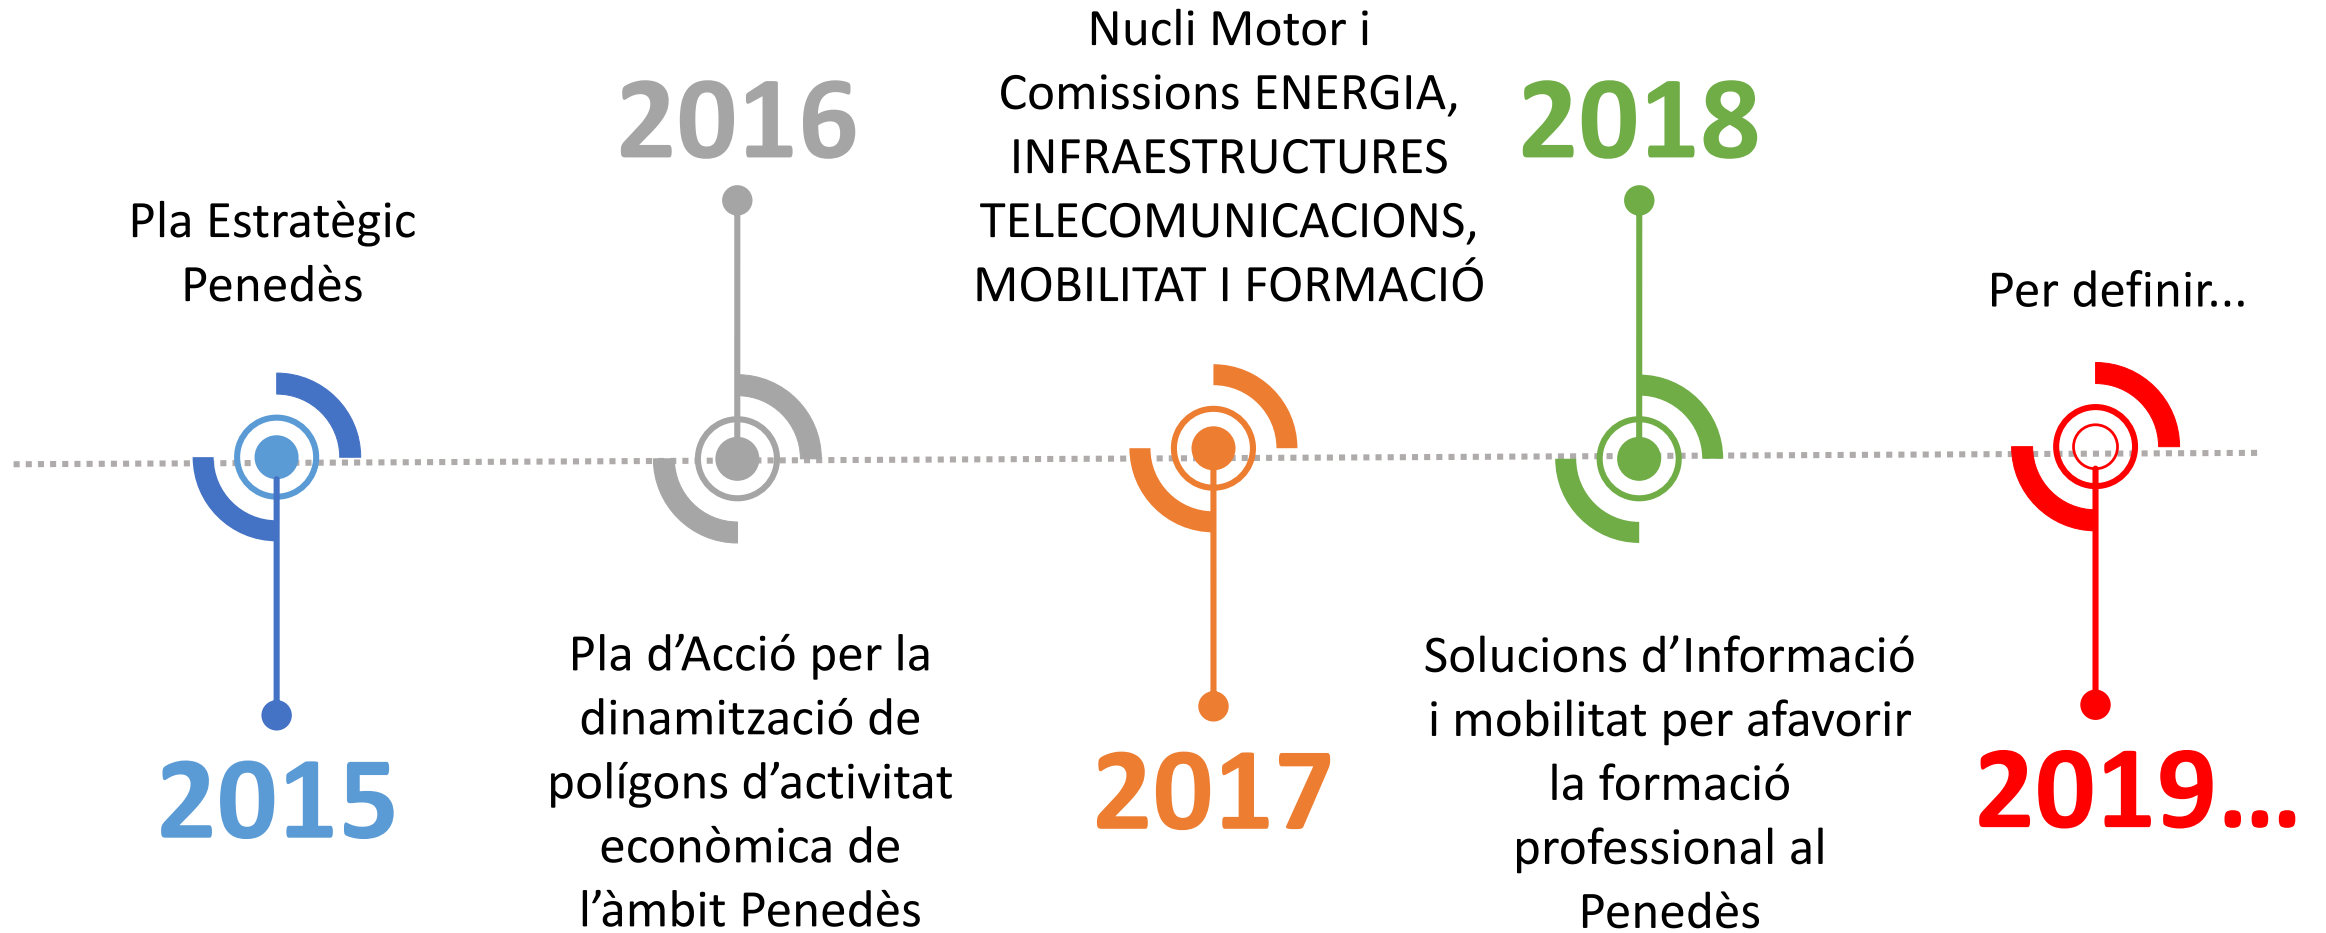 Pla Estratègic
Penedès
2015
2016
Pla d’Acció per la
dinamització de
polígons d’activitat
econòmica de
l’àmbit Penedès
Nucli Motor i
Comissions ENERGIA,
INFRAESTRUCTURES
TELECOMUNICACIONS,
MOBILITAT I FORMACIÓ
2017
2018
Solucions d’Informació
i mobilitat per afavorir
la formació
professional al
Penedès
Per definir...
2019...